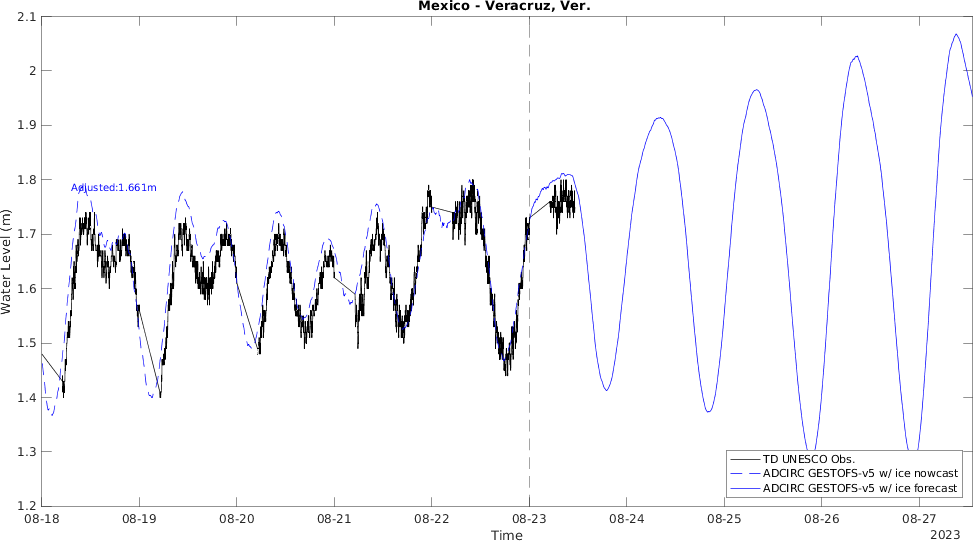 Mexico - Veracruz, Ver.
2.1
2
1.9
1.8
1.7
1.6
1.5
1.4
1.3
1.2
Water Level (m)
Adjusted:1.661m
TD UNESCO Obs.
ADCIRC GESTOFS-v5 w/ ice nowcast
ADCIRC GESTOFS-v5 w/ ice forecast
08-18 08-19 08-20 08-21 08-22 08-23 08-24 08-25 08-26 08-27
Time
2023